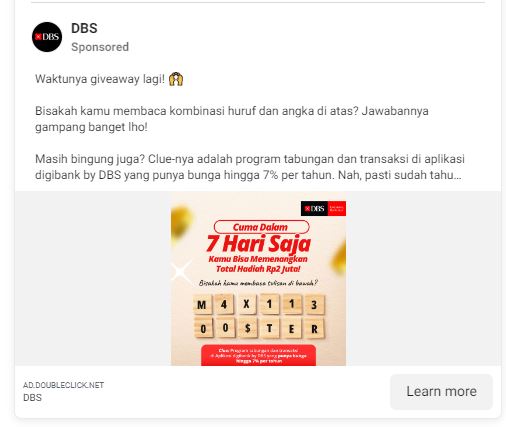 DBS
Sponsored
Waktunya giveaway lagi! 🙌
Bisakah kamu membaca kombinasi huruf dan angka di atas? Jawabannya
gampang banget lho!
Masih bingung juga? Clue-nya adalah program tabungan dan transaksi di aplikasi
digibank by DBS yang punya bunga hingga 7% per tahun. Nah, pasti sudah tahu...
DBS
Cuma Dalam
7 Hari Saja
Kamu Bisa Memenangkan
Total Hadiah Rp2 Juta!
Bisakah kamu membaca tulisan di bawah?
M 4 X 1 1 3
0 0 $ T E R
Clue: Program tabungan dan transaksi
di Aplikasi digibank by DBS yang punya bunga
hingga 7% per tahun
AD.DOUBLECLICK.NET
DBS
Learn more